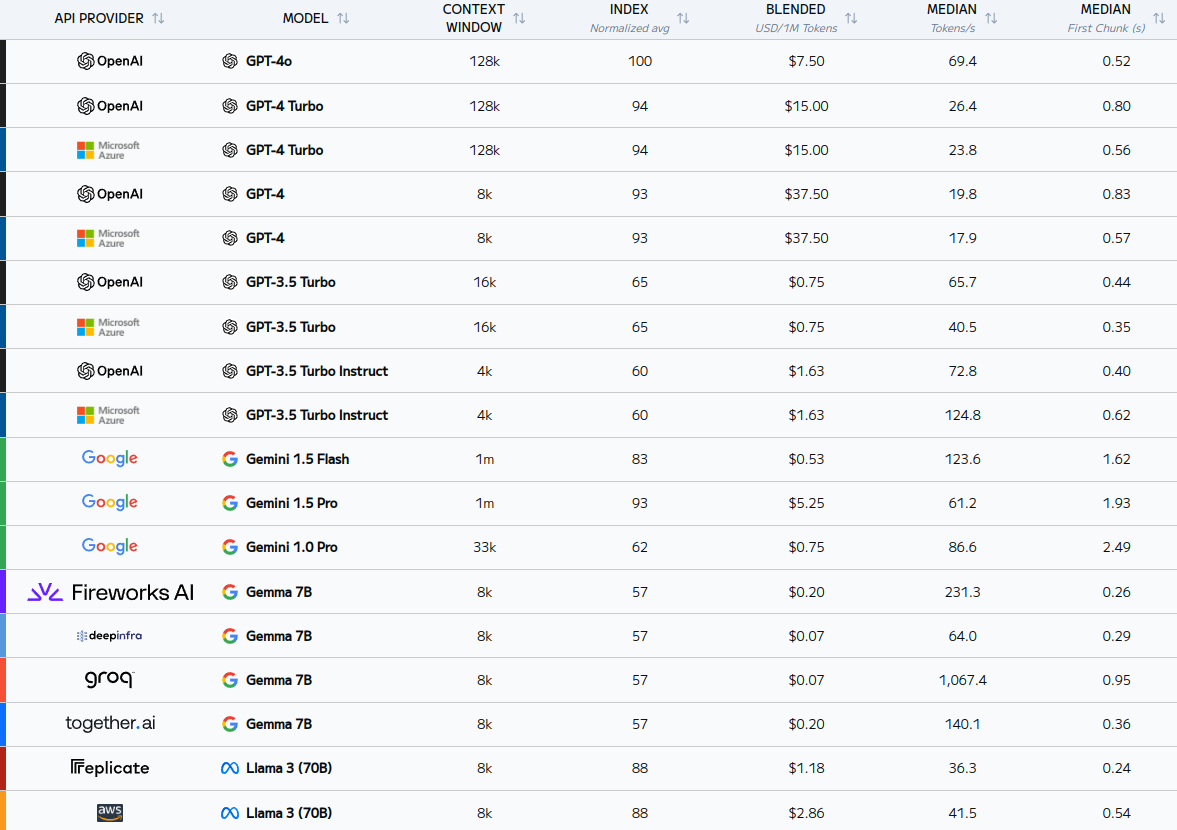 API PROVIDER MODEL CONTEXT WINDOW INDEX Normalized avg BLENDED USD/1M Tokens MEDIAN Tokens/s MEDIAN First Chunk (s)
OpenAI GPT-4o 128k 100 $7.50 69.4 0.52
OpenAI GPT-4 Turbo 128k 94 $15.00 26.4 0.80
Microsoft Azure GPT-4 Turbo 128k 94 $15.00 23.8 0.56
OpenAI GPT-4 8k 93 $37.50 19.8 0.83
Microsoft Azure GPT-4 8k 93 $37.50 17.9 0.57
OpenAI GPT-3.5 Turbo 16k 65 $0.75 65.7 0.44
Microsoft Azure GPT-3.5 Turbo 16k 65 $0.75 40.5 0.35
OpenAI GPT-3.5 Turbo Instruct 4k 60 $1.63 72.8 0.40
Microsoft Azure GPT-3.5 Turbo Instruct 4k 60 $1.63 124.8 0.62
Google Gemini 1.5 Flash 1m 83 $0.53 123.6 1.62
Google Gemini 1.5 Pro 1m 93 $5.25 61.2 1.93
Google Gemini 1.0 Pro 33k 62 $0.75 86.6 2.49
Fireworks AI Gemma 7B 8k 57 $0.20 231.3 0.26
deepinfra Gemma 7B 8k 57 $0.07 64.0 0.29
groq Gemma 7B 8k 57 $0.07 1,067.4 0.95
together.ai Gemma 7B 8k 57 $0.20 140.1 0.36
Replicate Llama 3 (70B) 8k 88 $1.18 36.3 0.24
aws Llama 3 (70B) 8k 88 $2.86 41.5 0.54